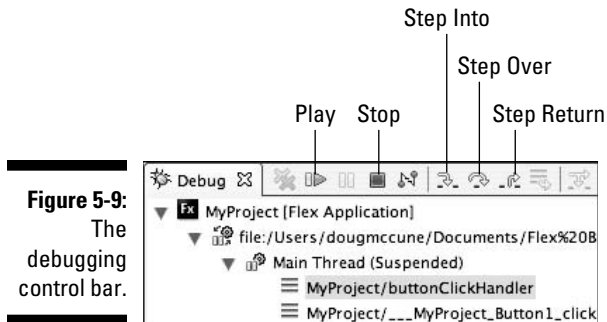 Step Into
Step Over
Play Stop Step Return
Figure 5-9:
The
debugging
control bar.
Debug
Fx MyProject [Flex Application]
file:/Users/dougmccune/Documents/Flex%20B
Main Thread (Suspended)
MyProject/buttonClickHandler
MyProject/___MyProject_Button1_click